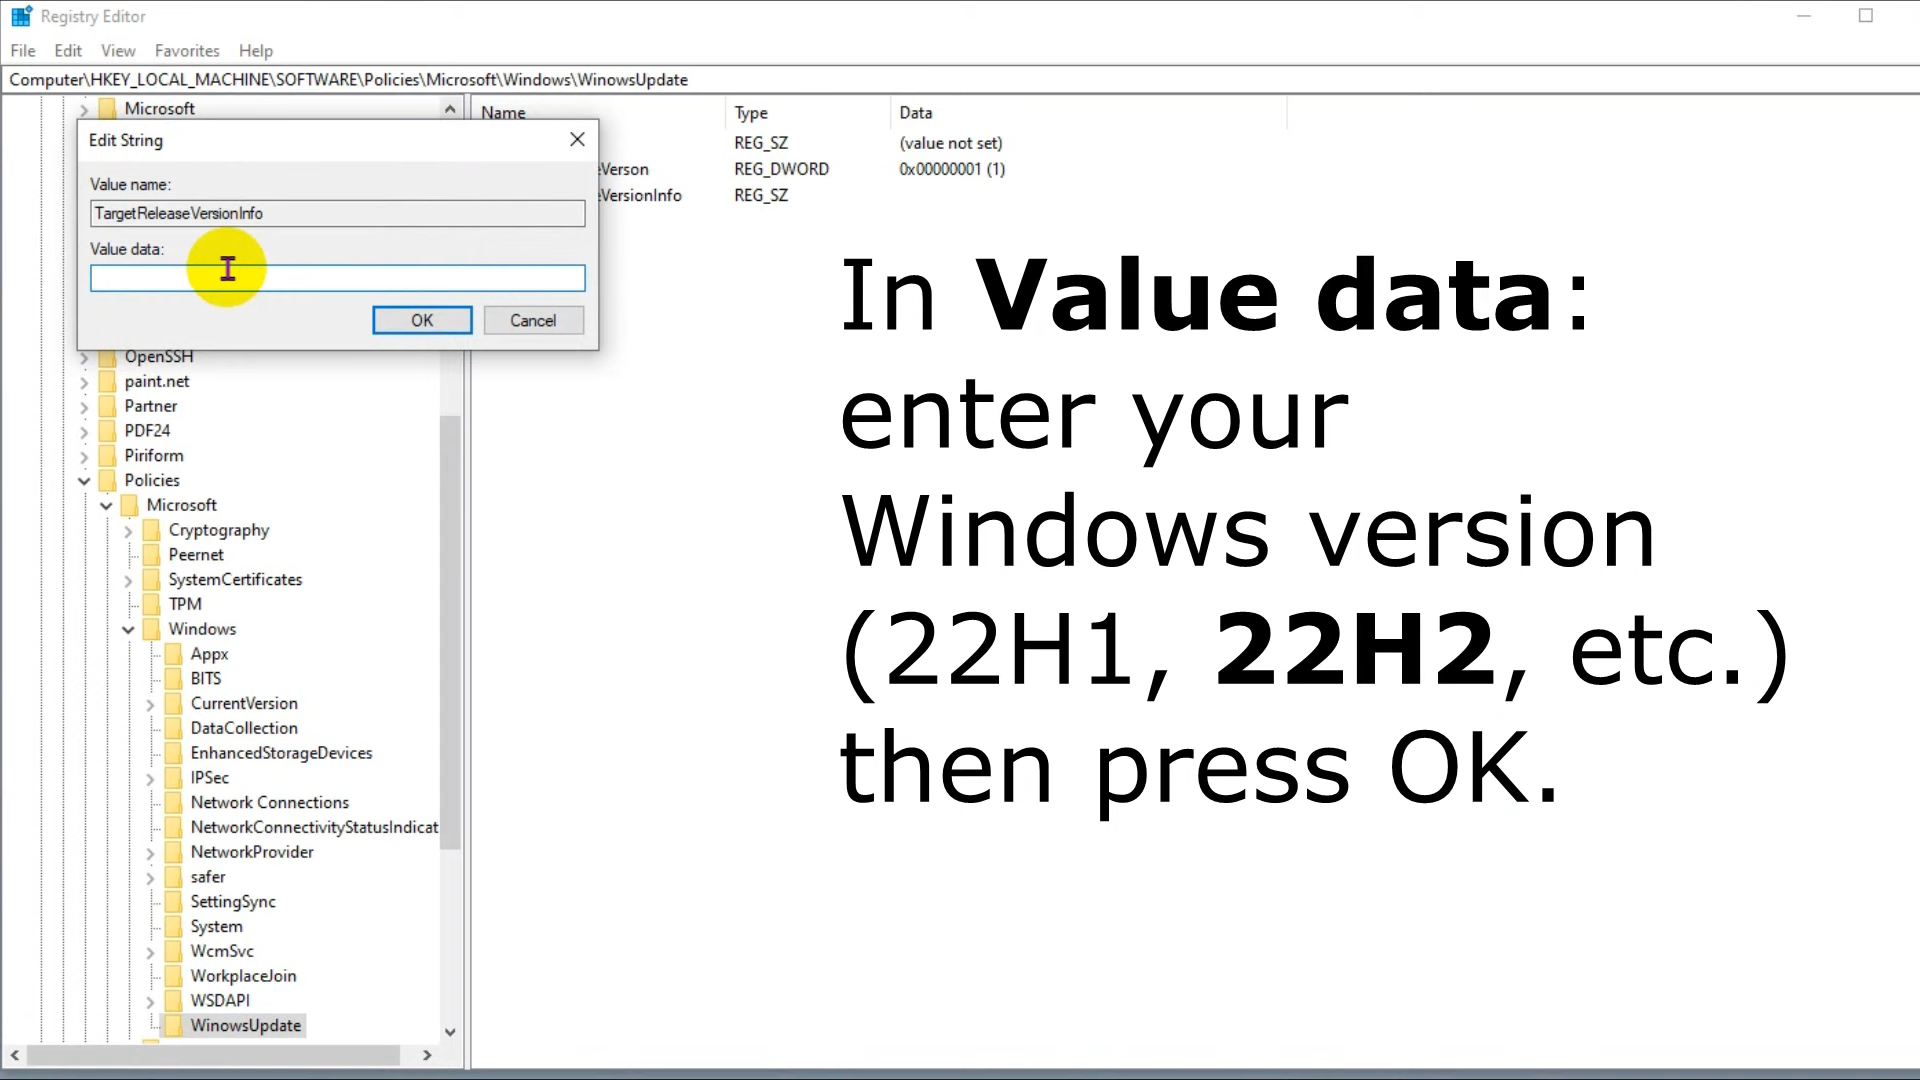 Registry Editor
File Edit View Favorites Help
Computer\HKEY_LOCAL_MACHINE\SOFTWARE\Policies\Microsoft\Windows\WinowsUpdate
Microsoft
Name Type Data
Edit String
REG_SZ (value not set)
eVerson REG_DWORD 0x00000001 (1)
eVersionInfo REG_SZ
Value name:
TargetReleaseVersionInfo
Value data:
OK Cancel
OpenSSH
paint.net
Partner
PDF24
Piriform
Policies
Microsoft
Cryptography
Peernet
SystemCertificates
TPM
Windows
Appx
BITS
CurrentVersion
DataCollection
EnhancedStorageDevices
IPSec
Network Connections
NetworkConnectivityStatusIndicat
NetworkProvider
safer
SettingSync
System
WcmSvc
WorkplaceJoin
WSDAPI
WinowsUpdate
In Value data:
enter your
Windows version
(22H1, 22H2, etc.)
then press OK.